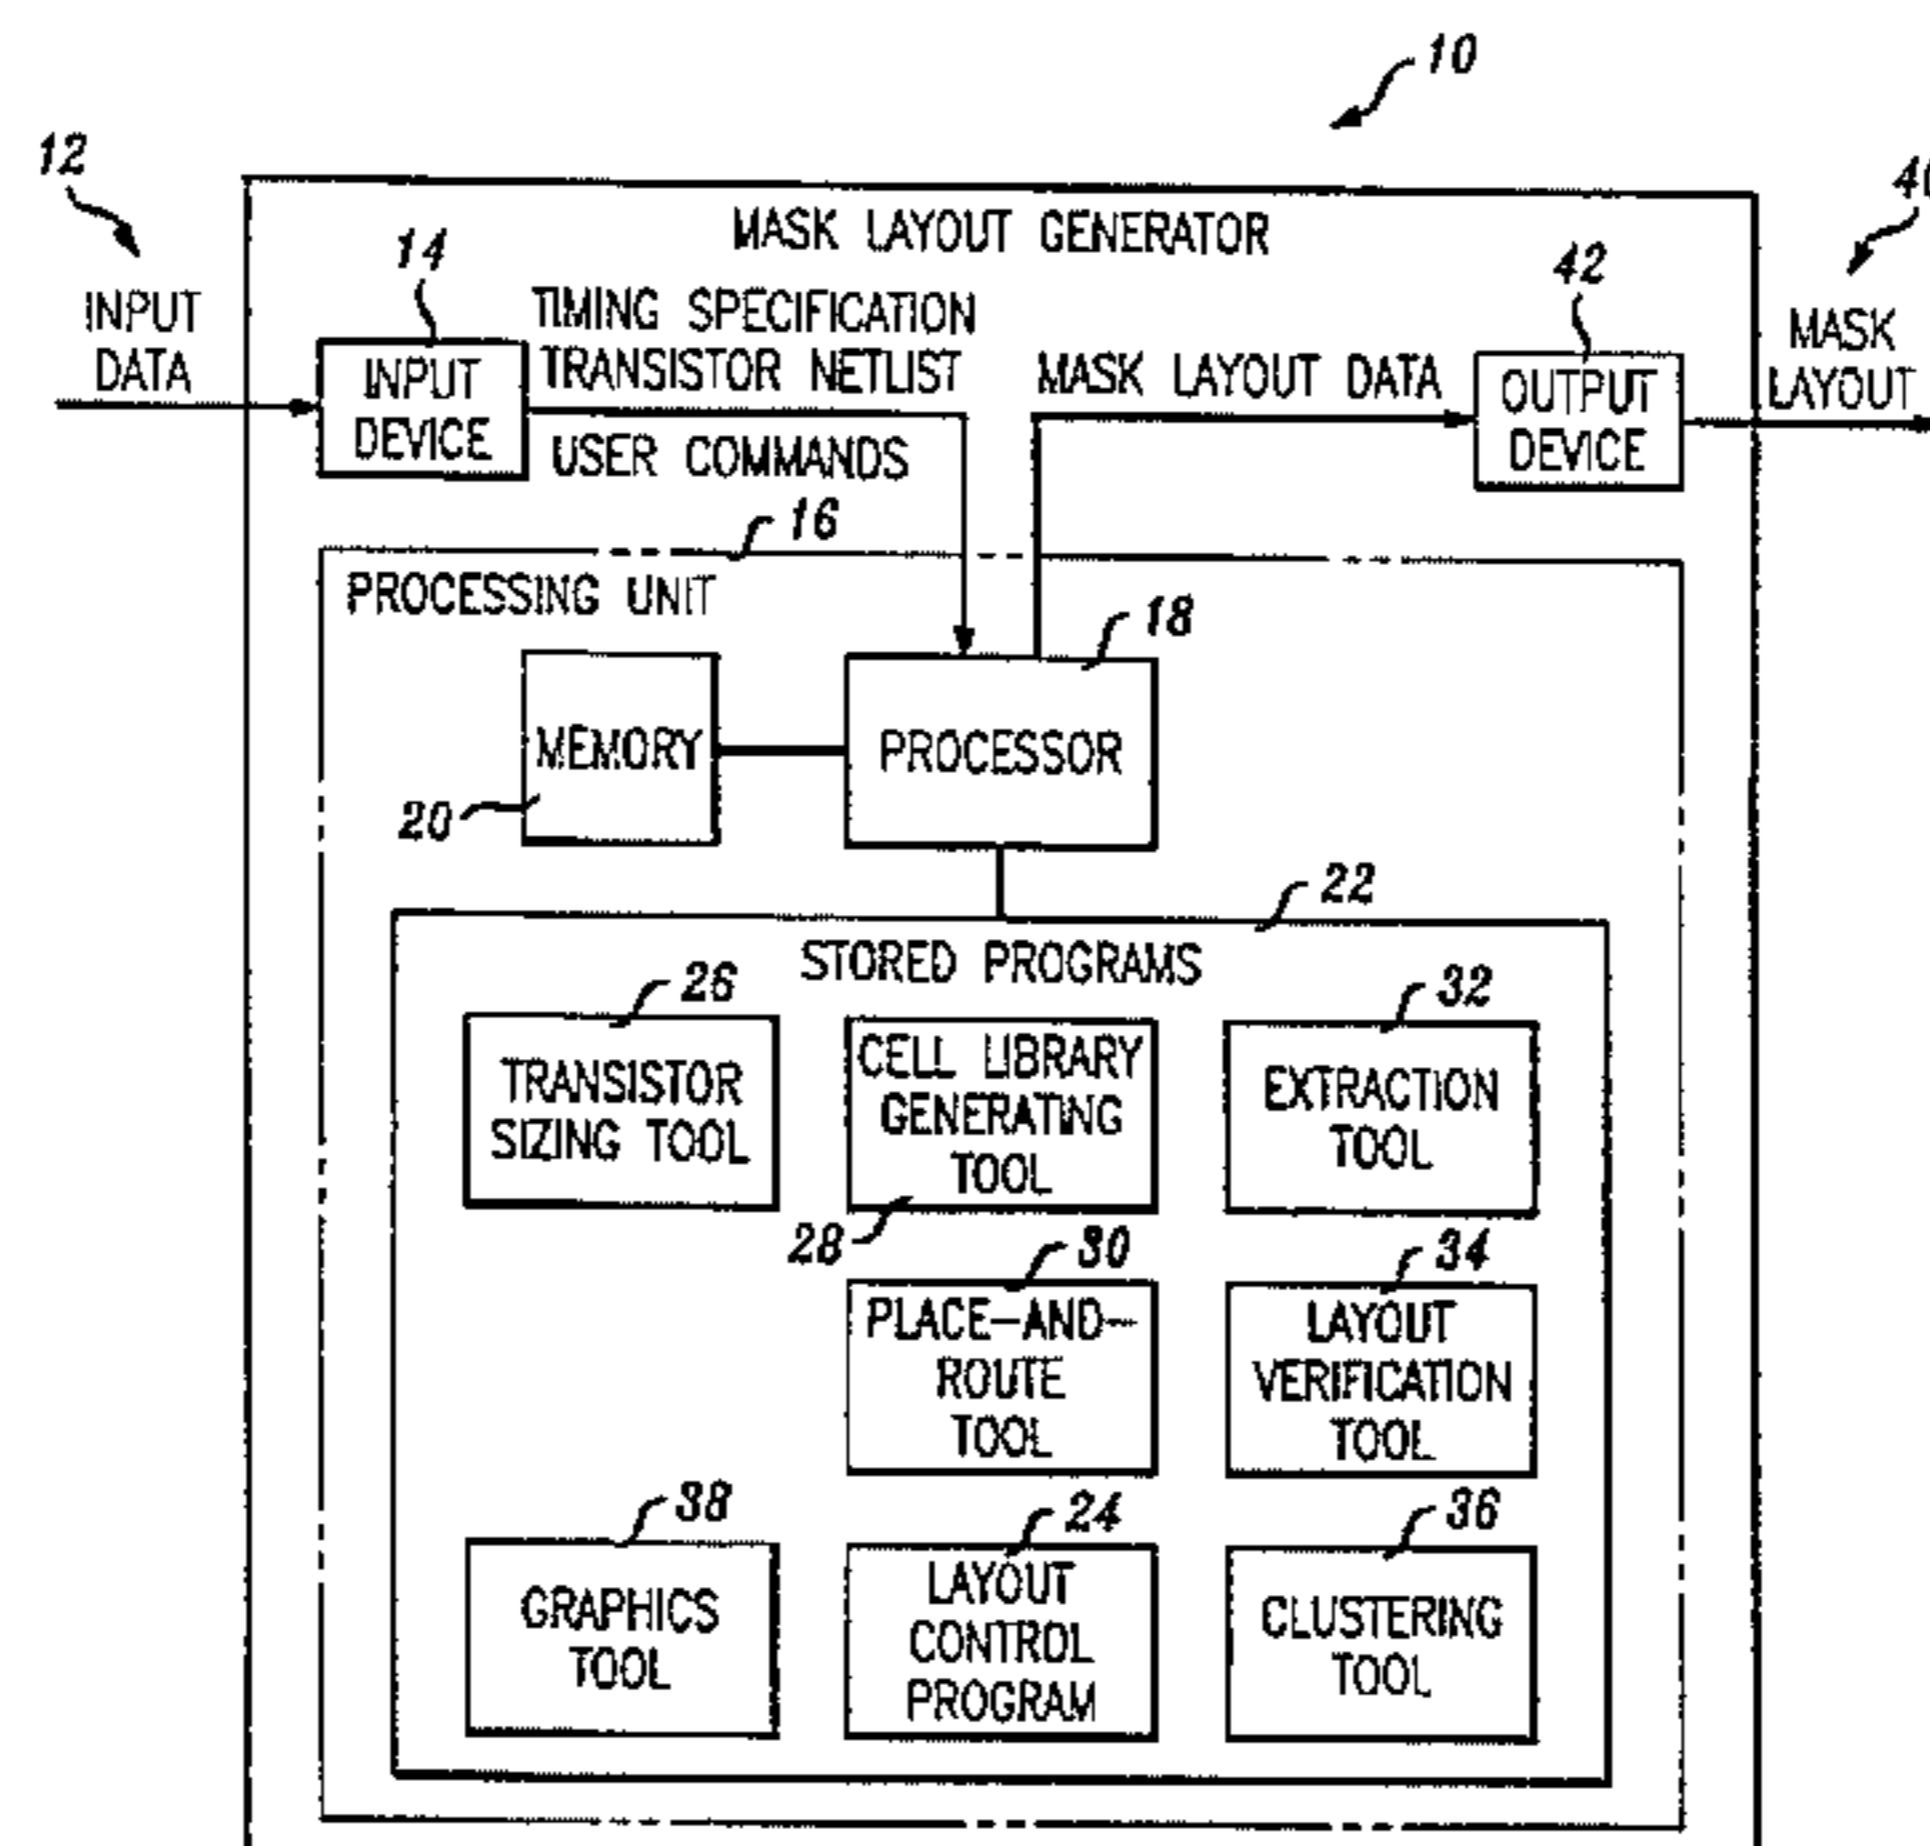 10
12
MASK LAYOUT GENERATOR
14
42
INPUT
DATA
TIMING SPECIFICATION
TRANSISTOR NETLIST
USER COMMANDS
INPUT
DEVICE
MASK LAYOUT DATA
OUTPUT
DEVICE
MASK
LAYOUT
16
PROCESSING UNIT
18
MEMORY
PROCESSOR
20
22
STORED PROGRAMS
26
32
TRANSISTOR
SIZING TOOL
CELL LIBRARY
GENERATING
TOOL
EXTRACTION
TOOL
28
30
34
PLACE-AND-
ROUTE
TOOL
LAYOUT
VERIFICATION
TOOL
38
24
36
GRAPHICS
TOOL
LAYOUT
CONTROL
PROGRAM
CLUSTERING
TOOL